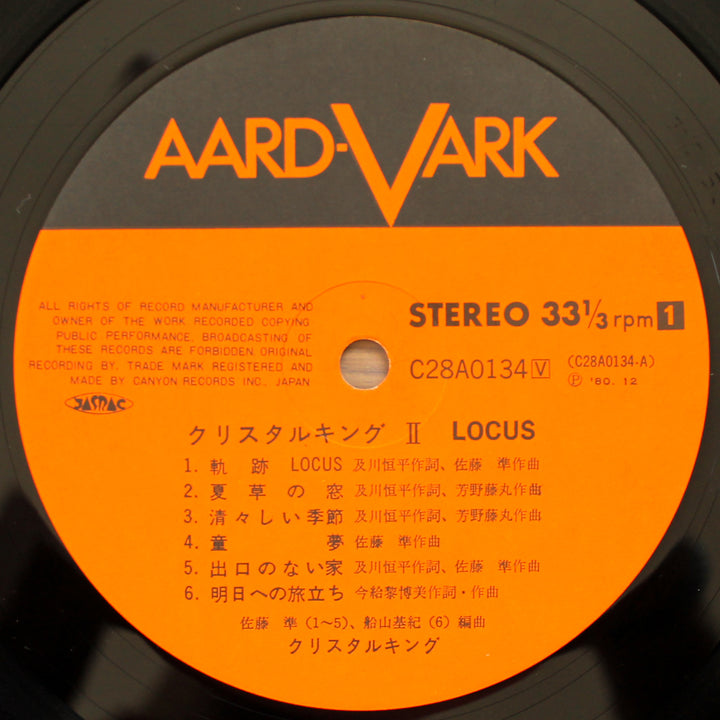 AARD-VARK
ALL RIGHTS OF RECORD MANUFACTURER AND
OWNER OF THE WORK RECORDED COPYING
PUBLIC PERFORMANCE, BROADCASTING OF
THESE RECORDS ARE FORBIDDEN. ORIGINAL
RECORDING BY. TRADE MARK REGISTERED AND
MADE BY CANYON RECORDS INC., JAPAN
JASRAC
STEREO 33 1/3 rpm 1
C28A0134 V (C28A0134-A)
Ⓟ '80. 12
クリスタルキング Ⅱ LOCUS
1. 軌跡 LOCUS 及川恒平作詞、佐藤 準作曲
2. 夏草の窓 及川恒平作詞、芳野藤丸作曲
3. 清々しい季節 及川恒平作詞、芳野藤丸作曲
4. 童夢 佐藤 準作曲
5. 出口のない家 及川恒平作詞、佐藤 準作曲
6. 明日への旅立ち 今給黎博美作詞・作曲
佐藤 準(1~5)、船山基紀(6)編曲
クリスタルキング